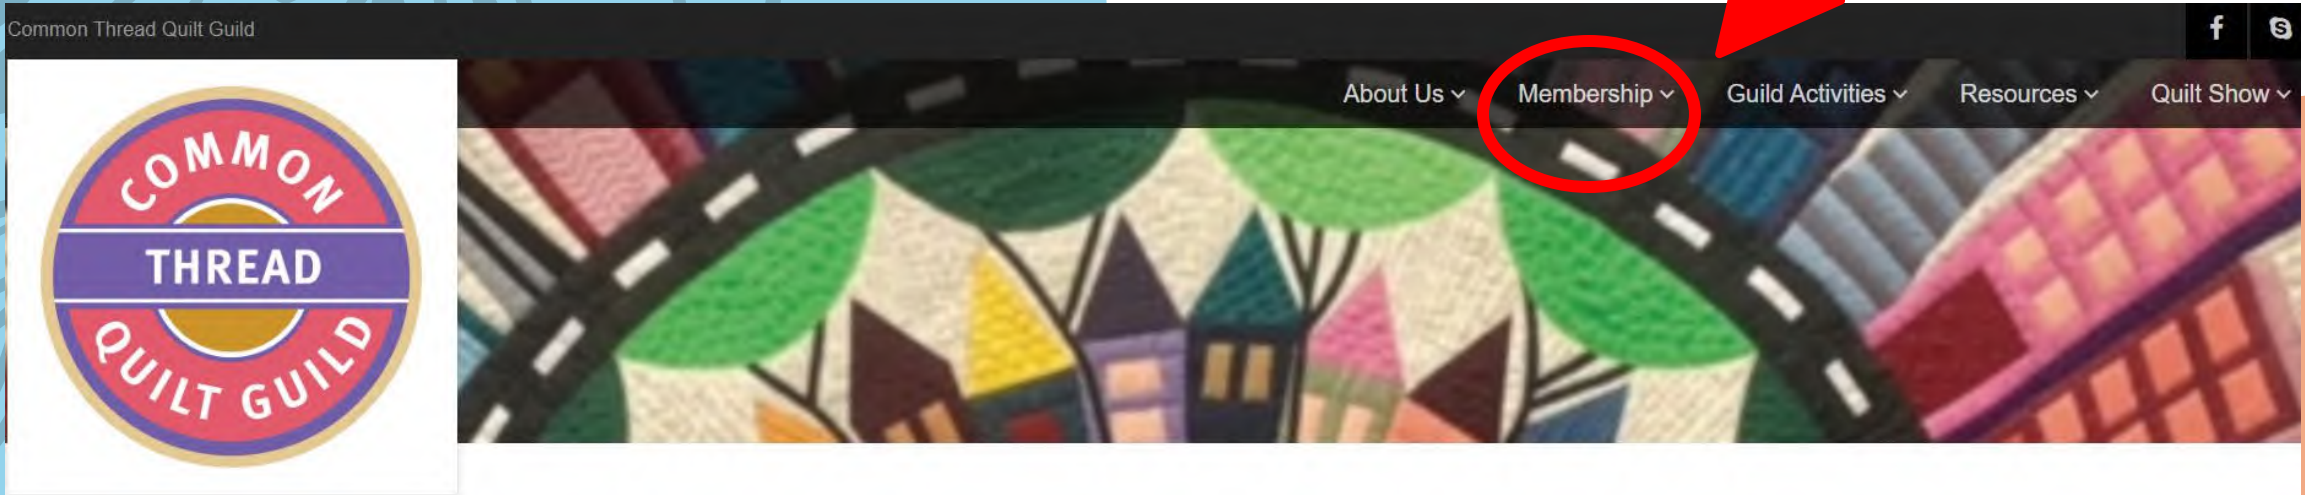 Common Thread Quilt Guild
About Us Membership Guild Activities Resources Quilt Show
COMMON
THREAD
QUILT GUILD